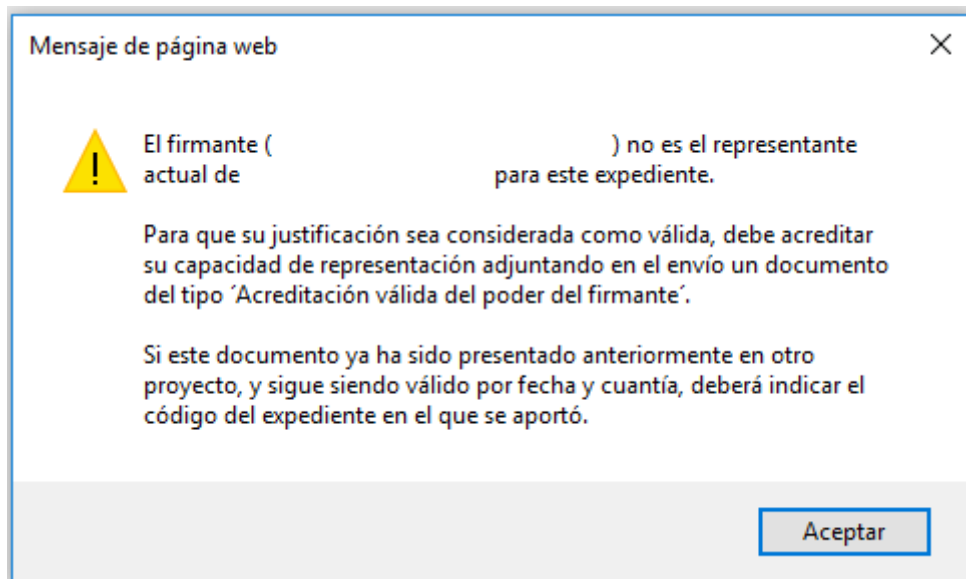 Mensaje de página web
El firmante ( ) no es el representante
actual de para este expediente.
Para que su justificación sea considerada como válida, debe acreditar
su capacidad de representación adjuntando en el envío un documento
del tipo ´Acreditación válida del poder del firmante´.
Si este documento ya ha sido presentado anteriormente en otro
proyecto, y sigue siendo válido por fecha y cuantía, deberá indicar el
código del expediente en el que se aportó.
Aceptar